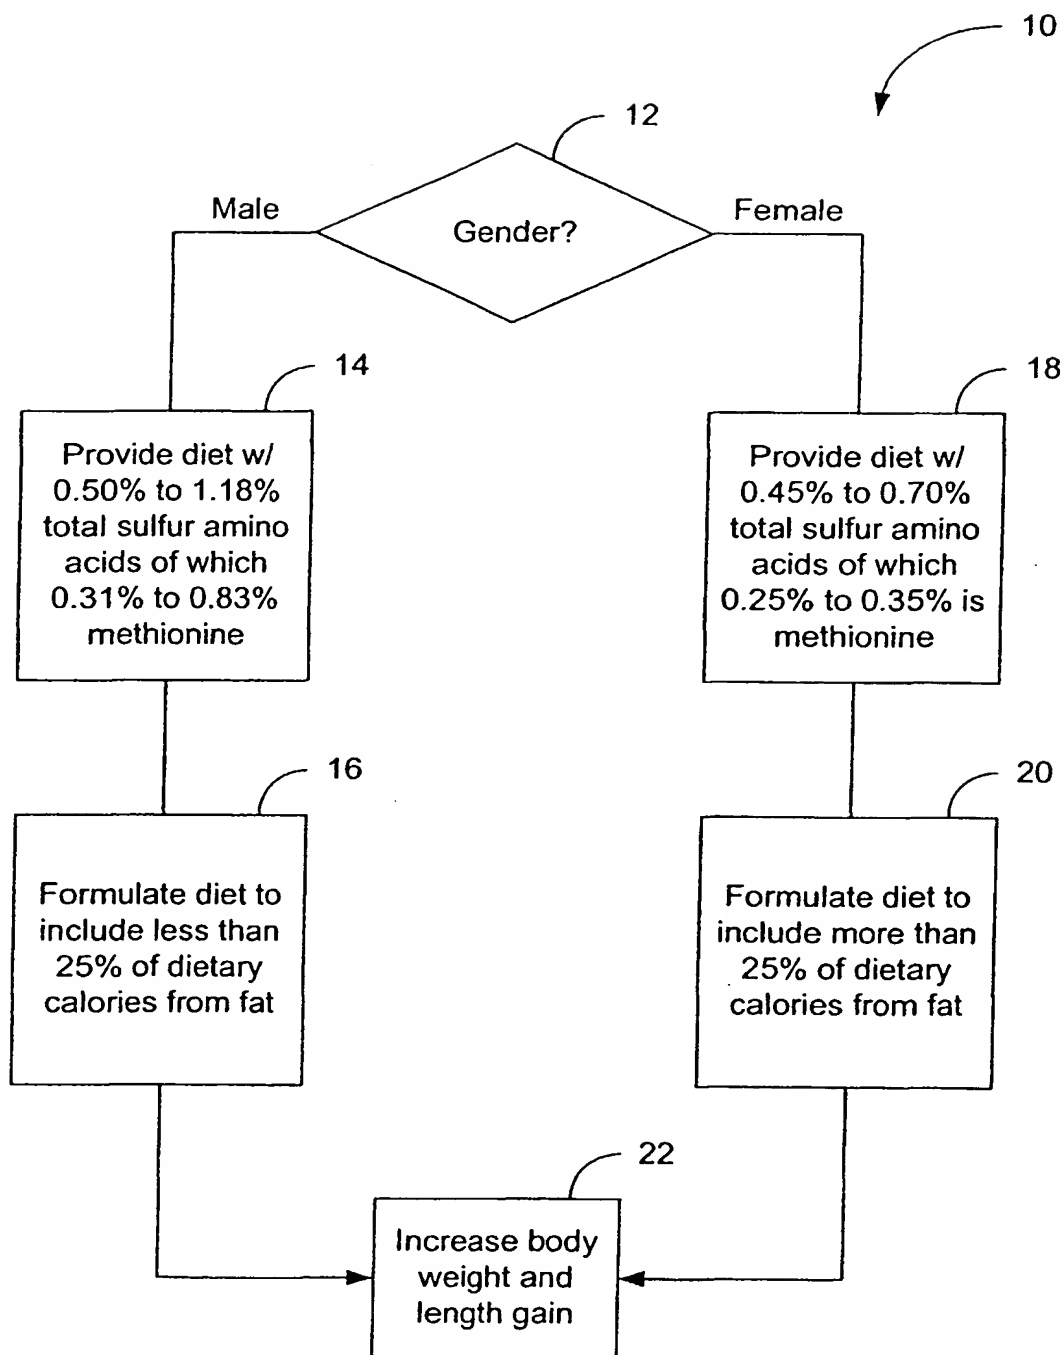 10
12
Male
Gender?
Female
14
Provide diet w/
0.50% to 1.18%
total sulfur amino
acids of which
0.31% to 0.83%
methionine
18
Provide diet w/
0.45% to 0.70%
total sulfur amino
acids of which
0.25% to 0.35% is
methionine
16
Formulate diet to
include less than
25% of dietary
calories from fat
20
Formulate diet to
include more than
25% of dietary
calories from fat
22
Increase body
weight and
length gain